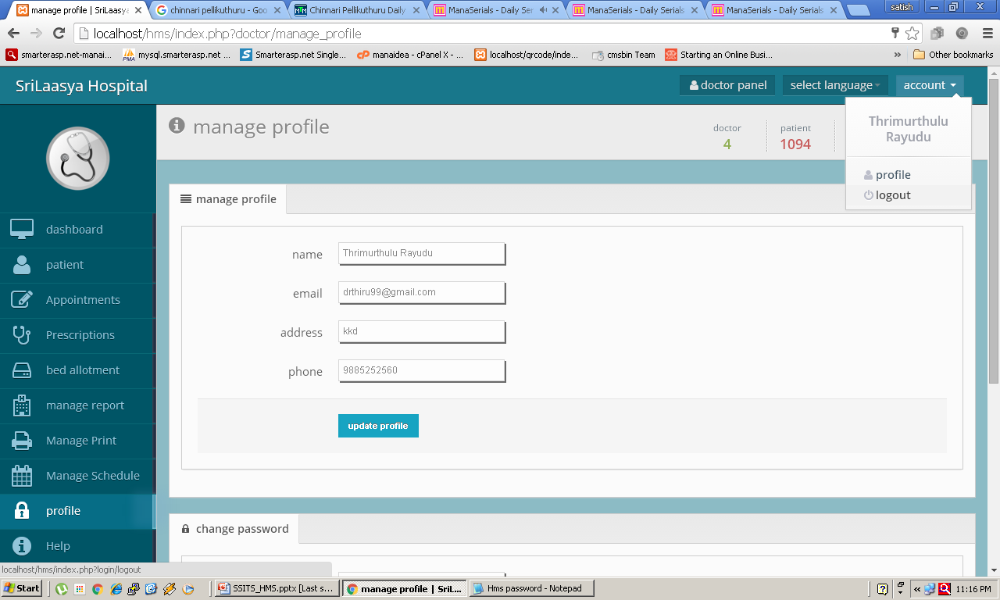 manage profile | SriLaasy
chinnari pellikuthuru - Goo
Chinnari Pellikuthuru Daily
ManaSerials - Daily Ser
ManaSerials - Daily Serials
ManaSerials - Daily Serials
satish
localhost/hms/index.php?doctor/manage_profile
smarterasp.net-manai...
mysql.smarterasp.net ...
Smarterasp.net Single...
manaidea - cPanel X - ...
localhost/qrcode/inde...
cmsbin Team
Starting an Online Busi...
»
Other bookmarks
SriLaasya Hospital
doctor panel
select language
account
manage profile
doctor
4
patient
1094
Thrimurthulu
Rayudu
profile
logout
dashboard
patient
Appointments
Prescriptions
bed allotment
manage report
Manage Print
Manage Schedule
profile
Help
manage profile
name
Thrimurthulu Rayudu
email
drthiru99@gmail.com
address
kkd
phone
9885252560
update profile
change password
localhost/hms/index.php?login/logout
Start
SSITS_HMS.pptx [Last s...
manage profile | SriL...
Hms password - Notepad
«
11:16 PM